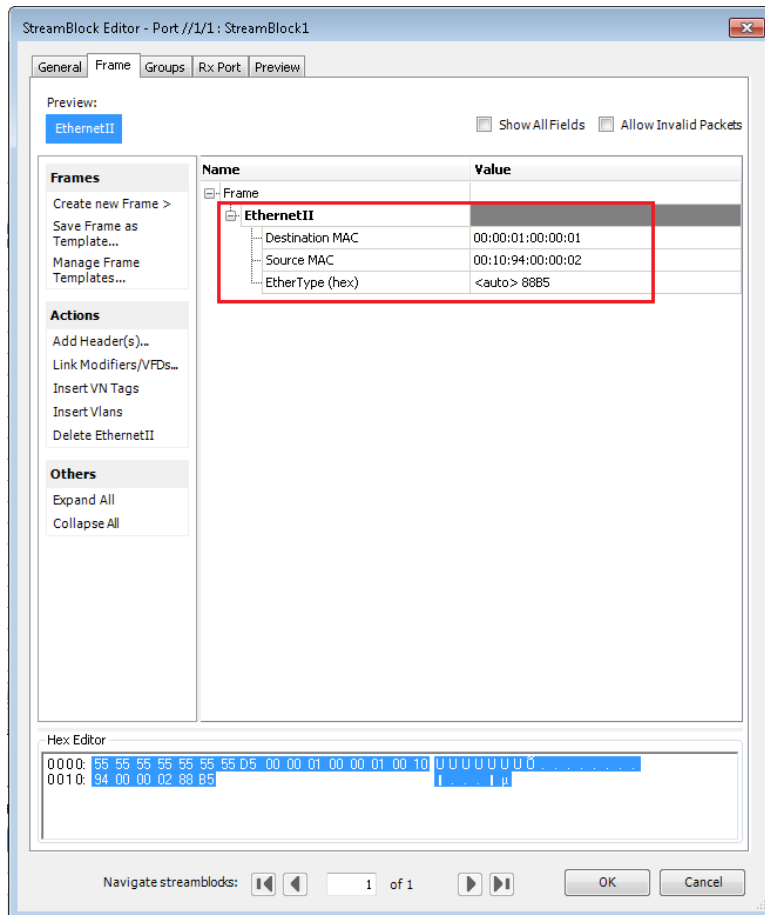 StreamBlock Editor - Port //1/1 : StreamBlock1
General Frame Groups Rx Port Preview
Preview:
EthernetII
Show All Fields Allow Invalid Packets
Frames
Create new Frame >
Save Frame as
Template...
Manage Frame
Templates...
Actions
Add Header(s)...
Link Modifiers/VFDs...
Insert VN Tags
Insert Vlans
Delete EthernetII
Others
Expand All
Collapse All
Name Value
Frame
EthernetII
Destination MAC 00:00:01:00:00:01
Source MAC 00:10:94:00:00:02
EtherType (hex) <auto> 88B5
Hex Editor
0000: 55 55 55 55 55 55 55 D5 00 00 01 00 00 01 00 10 U U U U U U U Õ . . . . . . . .
0010: 94 00 00 02 88 B5 . . . µ
Navigate streamblocks: 1 of 1 OK Cancel